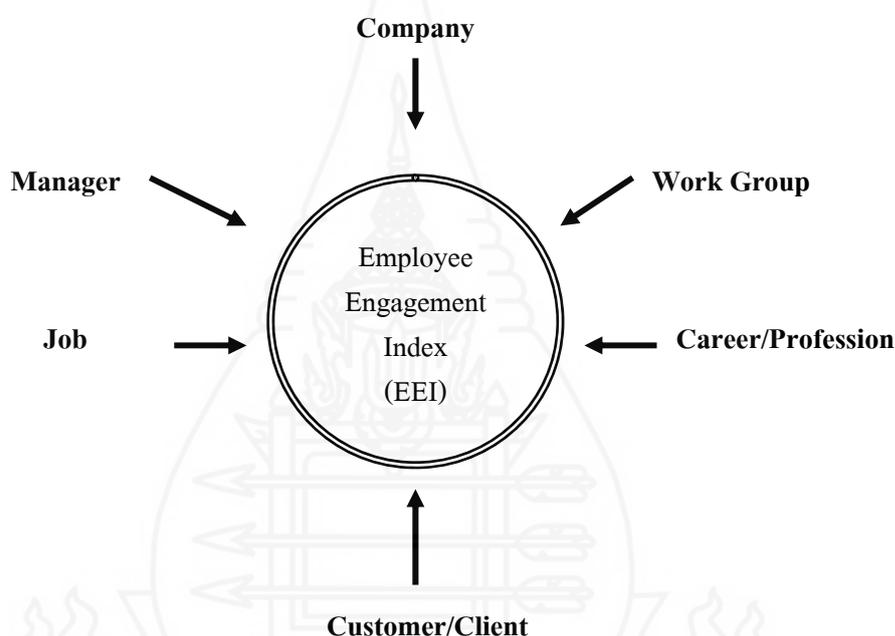 Company
Manager
Work Group
Employee
Engagement
Index
(EEI)
Job
Career/Profession
Customer/Client